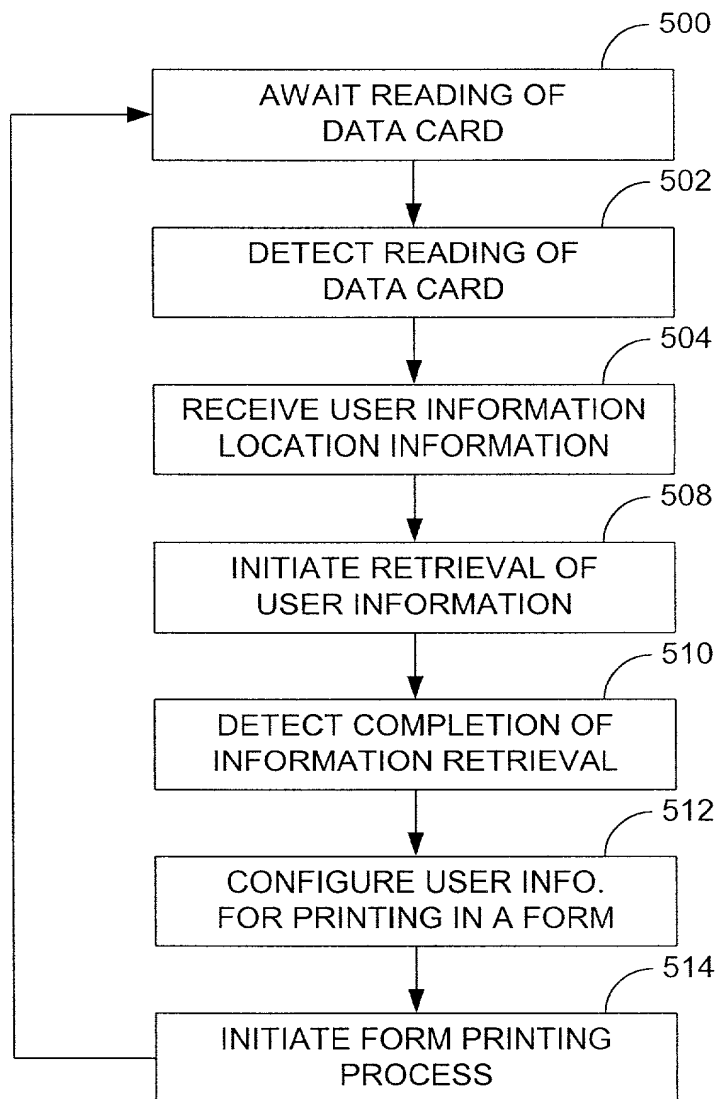 500
AWAIT READING OF
DATA CARD
502
DETECT READING OF
DATA CARD
504
RECEIVE USER INFORMATION
LOCATION INFORMATION
508
INITIATE RETRIEVAL OF
USER INFORMATION
510
DETECT COMPLETION OF
INFORMATION RETRIEVAL
512
CONFIGURE USER INFO.
FOR PRINTING IN A FORM
514
INITIATE FORM PRINTING
PROCESS